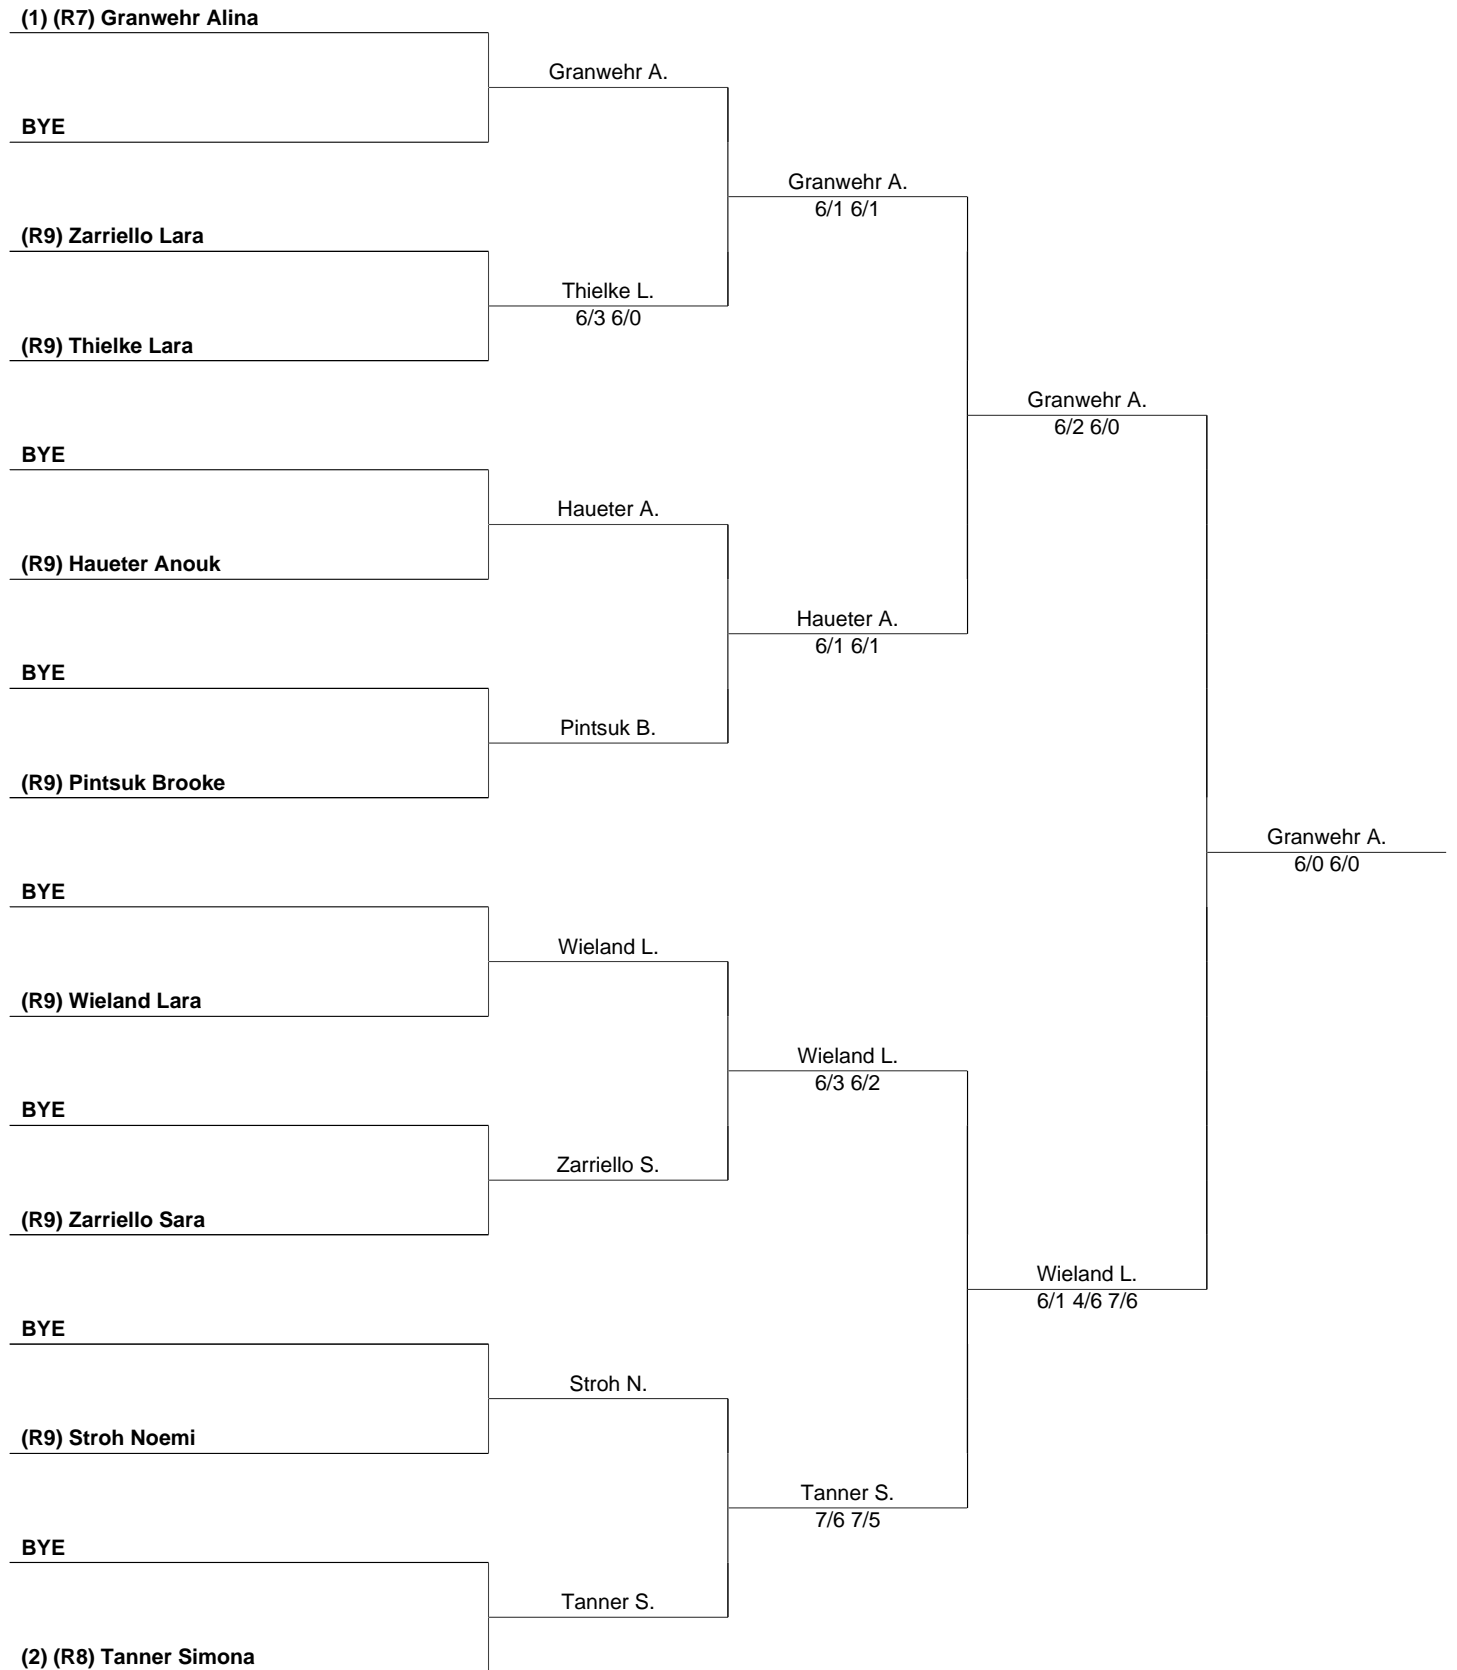 (1) (R7) Granwehr Alina
Granwehr A.
BYE
Granwehr A.
6/1 6/1
(R9) Zarriello Lara
Thielke L.
6/3 6/0
(R9) Thielke Lara
Granwehr A.
6/2 6/0
BYE
Haueter A.
(R9) Haueter Anouk
Haueter A.
6/1 6/1
BYE
Pintsuk B.
(R9) Pintsuk Brooke
Granwehr A.
6/0 6/0
BYE
Wieland L.
(R9) Wieland Lara
Wieland L.
6/3 6/2
BYE
Zarriello S.
(R9) Zarriello Sara
Wieland L.
6/1 4/6 7/6
BYE
Stroh N.
(R9) Stroh Noemi
Tanner S.
7/6 7/5
BYE
Tanner S.
(2) (R8) Tanner Simona